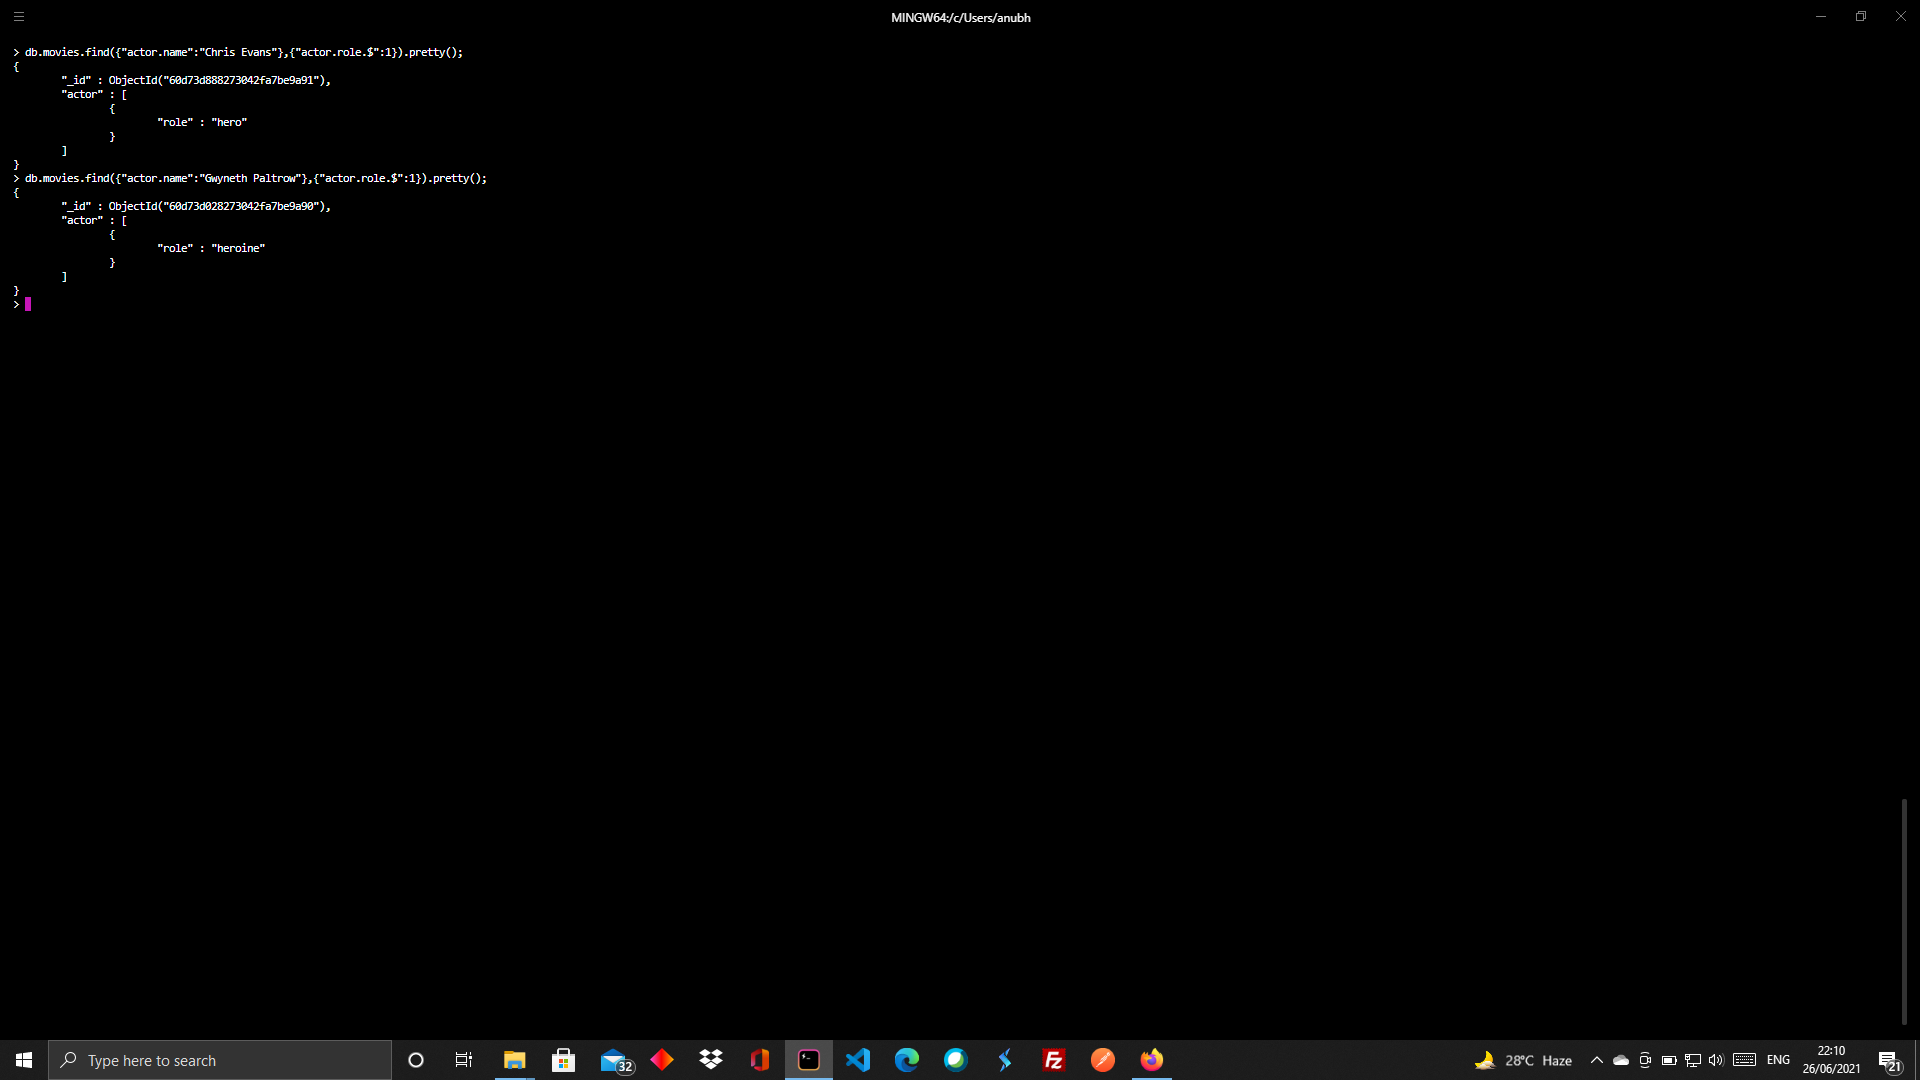 MINGW64:/c/Users/anubh
> db.movies.find({"actor.name":"Chris Evans"},{"actor.role.$":1}).pretty();
{
"_id" : ObjectId("60d73d888273042fa7be9a91"),
"actor" : [
{
"role" : "hero"
}
]
}
> db.movies.find({"actor.name":"Gwyneth Paltrow"},{"actor.role.$":1}).pretty();
{
"_id" : ObjectId("60d73d028273042fa7be9a90"),
"actor" : [
{
"role" : "heroine"
}
]
}
>
Type here to search
32
Fz
28°C Haze
ENG
22:10
26/06/2021
21